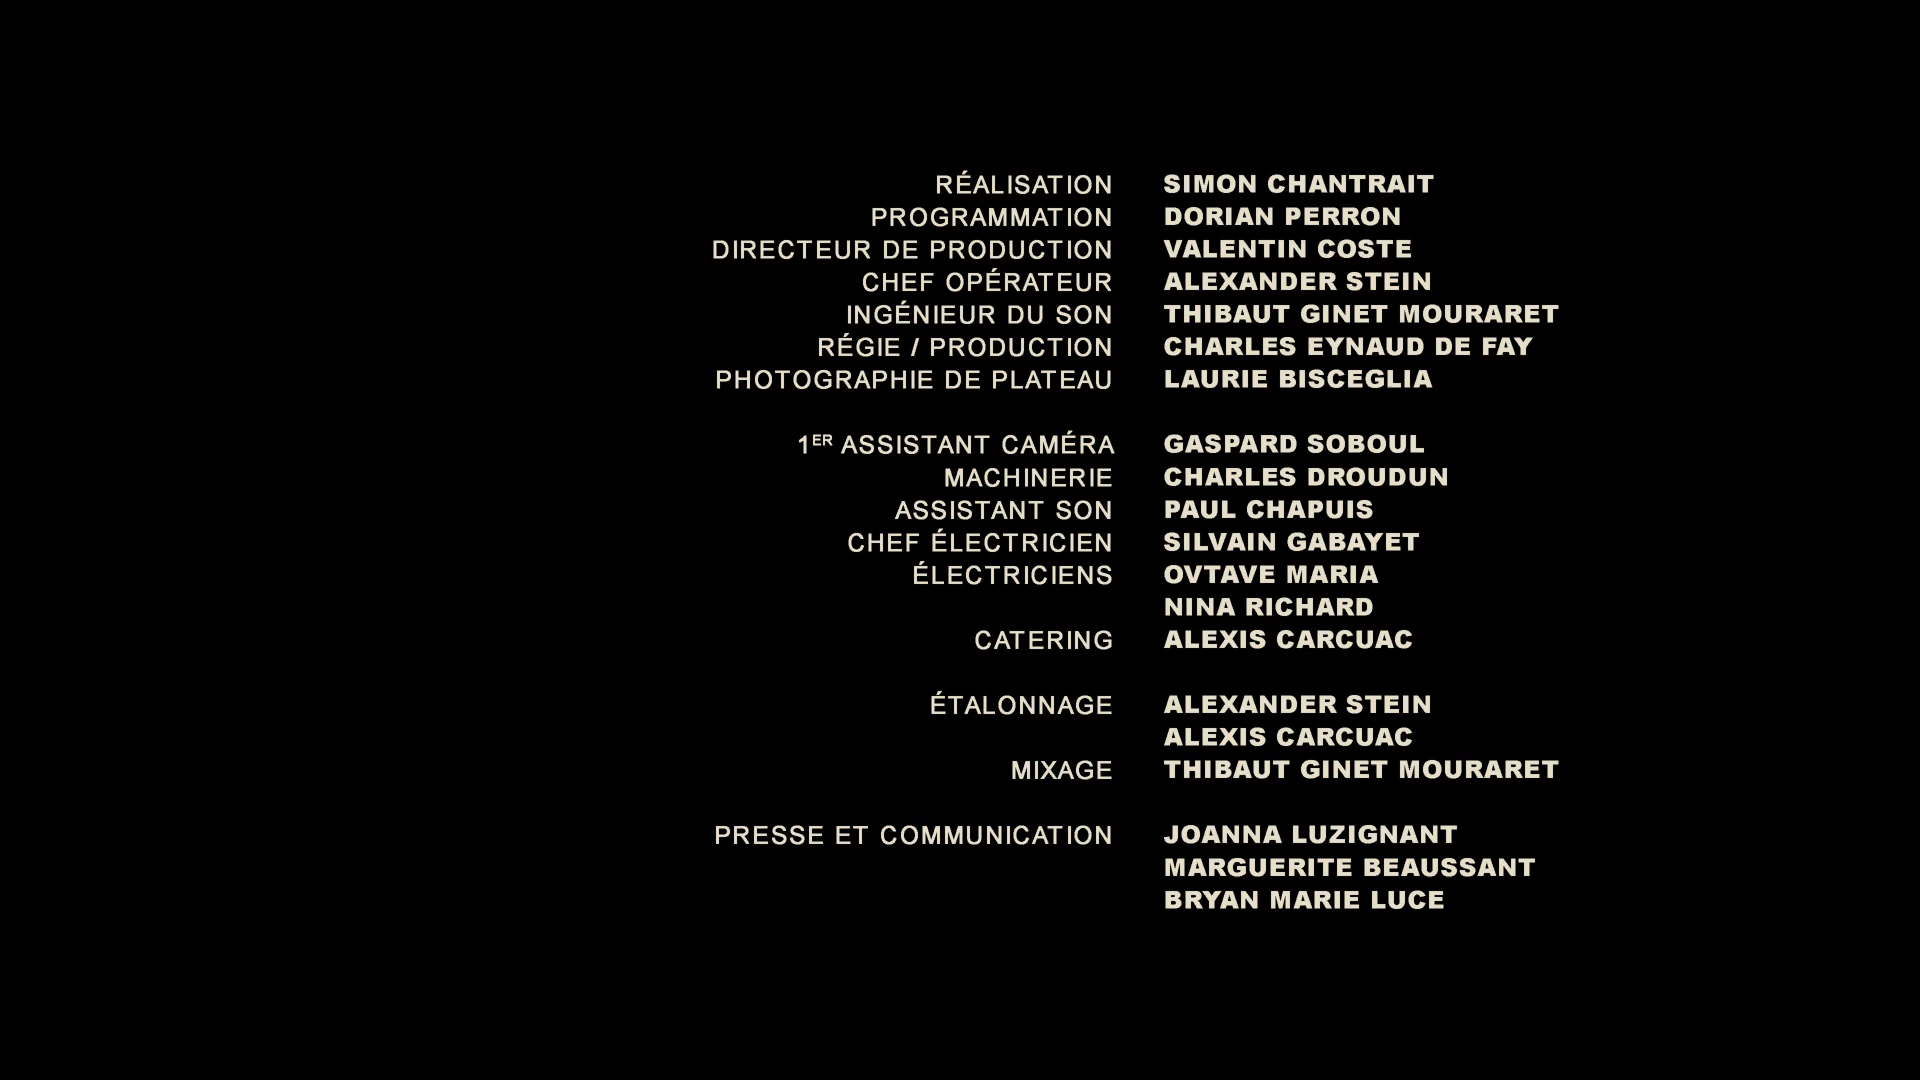 RÉALISATION SIMON CHANTRAIT
PROGRAMMATION DORIAN PERRON
DIRECTEUR DE PRODUCTION VALENTIN COSTE
CHEF OPÉRATEUR ALEXANDER STEIN
INGÉNIEUR DU SON THIBAUT GINET MOURARET
RÉGIE / PRODUCTION CHARLES EYNAUD DE FAY
PHOTOGRAPHIE DE PLATEAU LAURIE BISCEGLIA
1ER ASSISTANT CAMÉRA GASPARD SOBOUL
MACHINERIE CHARLES DROUDUN
ASSISTANT SON PAUL CHAPUIS
CHEF ÉLECTRICIEN SILVAIN GABAYET
ÉLECTRICIENS OVTAVE MARIA
NINA RICHARD
CATERING ALEXIS CARCUAC
ÉTALONNAGE ALEXANDER STEIN
ALEXIS CARCUAC
MIXAGE THIBAUT GINET MOURARET
PRESSE ET COMMUNICATION JOANNA LUZIGNANT
MARGUERITE BEAUSSANT
BRYAN MARIE LUCE